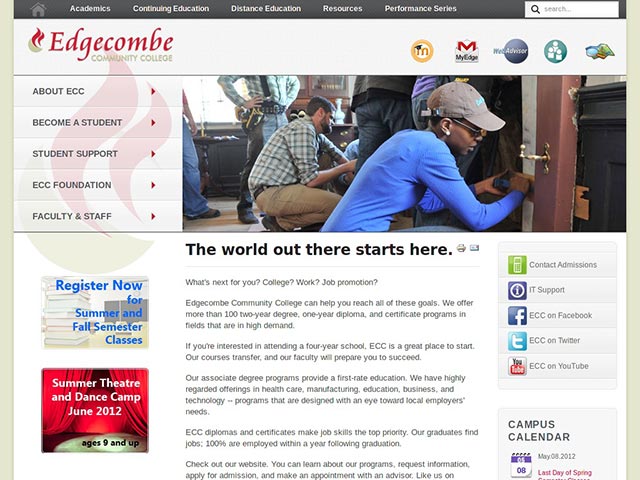 Academics Continuing Education Distance Education Resources Performance Series
search...
Edgecombe
COMMUNITY COLLEGE
MyEdge
WebAdvisor
ABOUT ECC
BECOME A STUDENT
STUDENT SUPPORT
ECC FOUNDATION
FACULTY & STAFF
The world out there starts here.
What's next for you? College? Work? Job promotion?
Edgecombe Community College can help you reach all of these goals. We offer
more than 100 two-year degree, one-year diploma, and certificate programs in
fields that are in high demand.
If you're interested in attending a four-year school, ECC is a great place to start.
Our courses transfer, and our faculty will prepare you to succeed.
Our associate degree programs provide a first-rate education. We have highly
regarded offerings in health care, manufacturing, education, business, and
technology -- programs that are designed with an eye toward local employers'
needs.
ECC diplomas and certificates make job skills the top priority. Our graduates find
jobs; 100% are employed within a year following graduation.
Check out our website. You can learn about our programs, request information,
apply for admission, and make an appointment with an advisor. Like us on
Register Now
for
Summer and
Fall Semester
Classes
Summer Theatre
and Dance Camp
June 2012
ages 9 and up
Contact Admissions
IT Support
ECC on Facebook
ECC on Twitter
You Tube
ECC on YouTube
CAMPUS
CALENDAR
05
08
May.08.2012
Last Day of Spring
Semester Classes